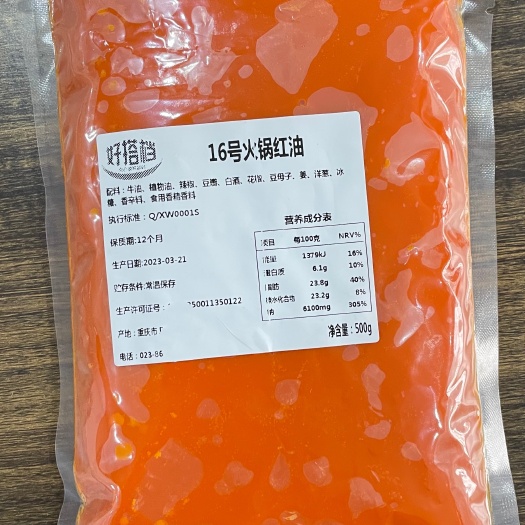 好搭档
16号火锅红油
配料：牛油、植物油、辣椒、豆瓣、白酒、花椒、豆母子、姜、洋葱、冰
糖、香辛料、食用香精香料
执行标准：Q/XW0001S
保质期:12个月
生产日期:2023-03-21
贮存条件:常温保存
生产许可证号：
50011350122
产地：重庆市
电话：023-86
营养成分表
项目 每100克 NRV%
能量 1379kJ 16%
蛋白质 6.1g 10%
脂肪 23.8g 40%
碳水化合物 23.2g 8%
钠 6100mg 305%
净含量：500g